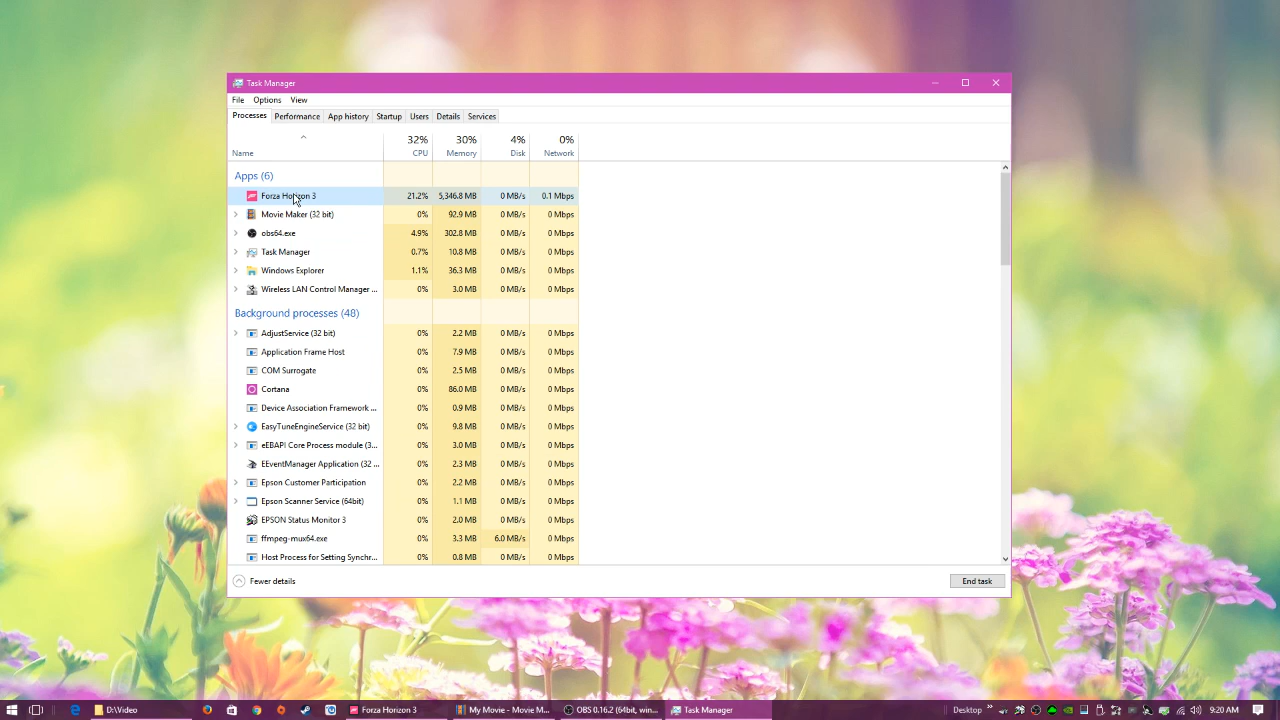 Task Manager
File Options View
Processes Performance App history Startup Users Details Services
32% 30% 4% 0%
Name CPU Memory Disk Network
Apps (6)
Forza Horizon 3 21.2% 5,346.8 MB 0 MB/s 0.1 Mbps
Movie Maker (32 bit) 0% 92.9 MB 0 MB/s 0 Mbps
obs64.exe 4.9% 302.8 MB 0 MB/s 0 Mbps
Task Manager 0.7% 10.8 MB 0 MB/s 0 Mbps
Windows Explorer 1.1% 36.3 MB 0 MB/s 0 Mbps
Wireless LAN Control Manager ... 0% 3.0 MB 0 MB/s 0 Mbps
Background processes (48)
AdjustService (32 bit) 0% 2.2 MB 0 MB/s 0 Mbps
Application Frame Host 0% 7.9 MB 0 MB/s 0 Mbps
COM Surrogate 0% 2.5 MB 0 MB/s 0 Mbps
Cortana 0% 86.0 MB 0 MB/s 0 Mbps
Device Association Framework ... 0% 0.9 MB 0 MB/s 0 Mbps
EasyTuneEngineService (32 bit) 0% 9.8 MB 0 MB/s 0 Mbps
eEBAPI Core Process module (3... 0% 3.0 MB 0 MB/s 0 Mbps
EEventManager Application (32 ... 0% 2.3 MB 0 MB/s 0 Mbps
Epson Customer Participation 0% 2.2 MB 0 MB/s 0 Mbps
Epson Scanner Service (64bit) 0% 1.1 MB 0 MB/s 0 Mbps
EPSON Status Monitor 3 0% 2.0 MB 0 MB/s 0 Mbps
ffmpeg-mux64.exe 0% 3.3 MB 6.0 MB/s 0 Mbps
Host Process for Setting Synchr... 0% 0.8 MB 0 MB/s 0 Mbps
Fewer details End task
D:\Video Forza Horizon 3 My Movie - Movie M... OBS 0.16.2 (64bit, win... Task Manager Desktop 9:20 AM